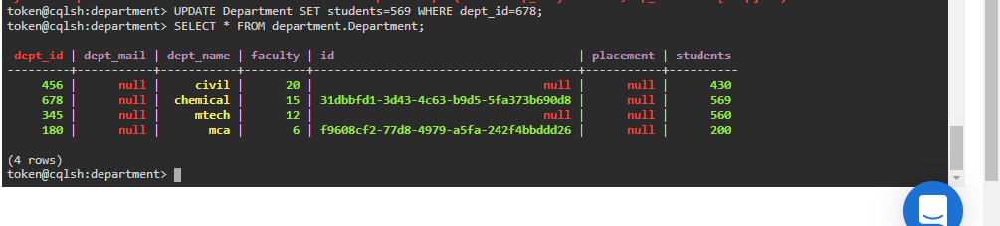 token@cqlsh:department> UPDATE Department SET students=569 WHERE dept_id=678;
token@cqlsh:department> SELECT * FROM department.Department;
dept_id | dept_mail | dept_name | faculty | id | placement | students
---------+-----------+-----------+---------+--------------------------------------+-----------+----------
456 | null | civil | 20 | null | null | 430
678 | null | chemical | 15 | 31dbbfd1-3d43-4c63-b9d5-5fa373b690d8 | null | 569
345 | null | mtech | 12 | null | null | 560
180 | null | mca | 6 | f9608cf2-77d8-4979-a5fa-242f4bbddd26 | null | 200
(4 rows)
token@cqlsh:department>